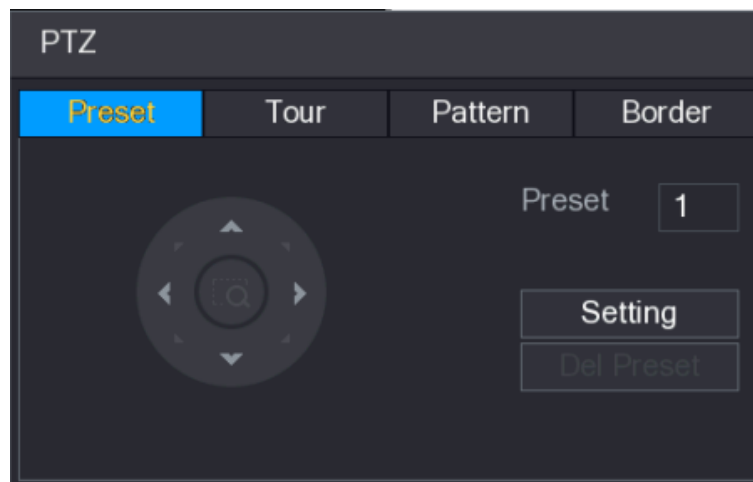 PTZ
Preset Tour Pattern Border
Preset 1
Setting
Del Preset